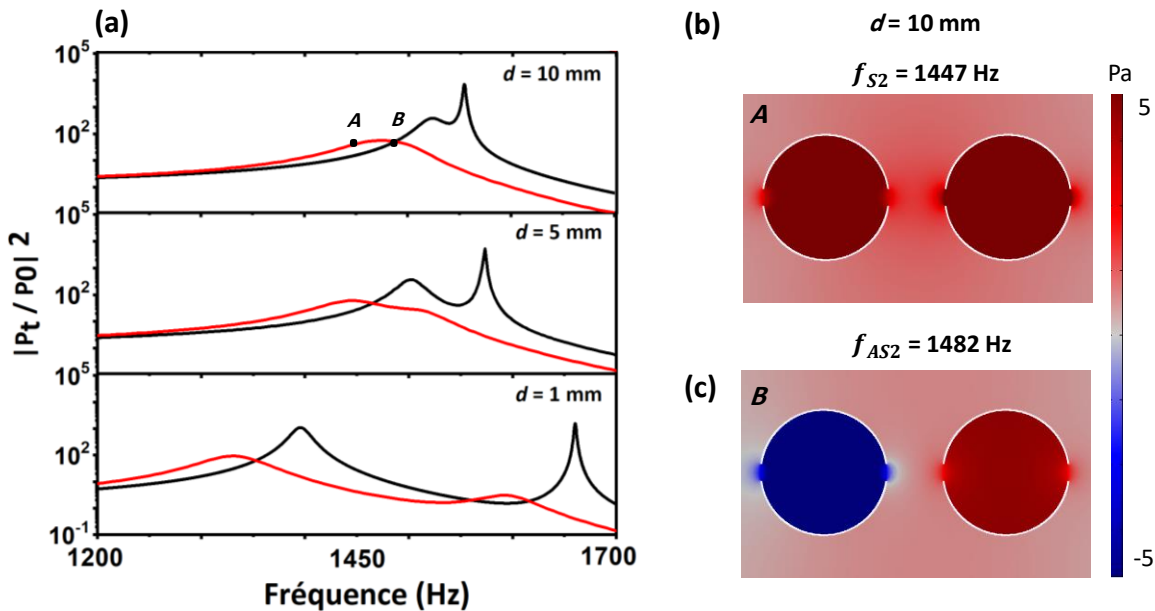 (a)
10^5
10^2
10^5
10^2
10^5
10^2
10^-1
|P_t / P0| 2
d = 10 mm
A
B
d = 5 mm
d = 1 mm
1200
1450
1700
Fréquence (Hz)
(b)
d = 10 mm
f_S2 = 1447 Hz
Pa
A
5
f_AS2 = 1482 Hz
(c)
B
-5